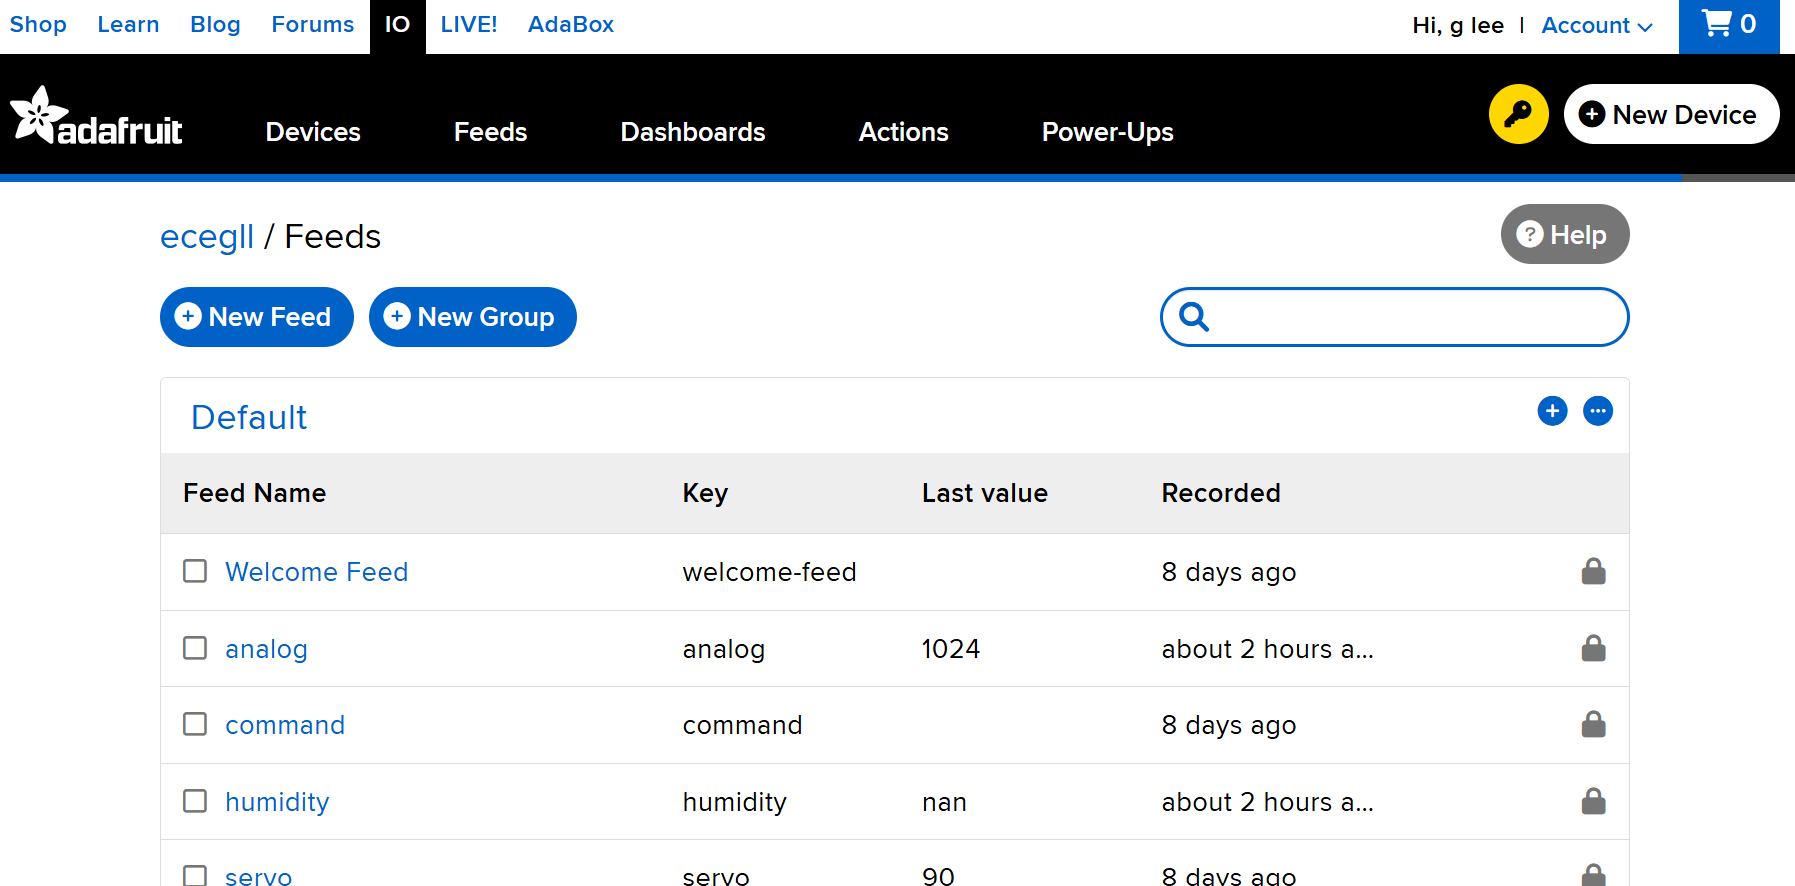 Shop Learn Blog Forums IO LIVE! AdaBox Hi, g lee | Account 0
adafruit Devices Feeds Dashboards Actions Power-Ups New Device
ecegll / Feeds Help
New Feed New Group
Default
Feed Name Key Last value Recorded
Welcome Feed welcome-feed 8 days ago
analog analog 1024 about 2 hours a...
command command 8 days ago
humidity humidity nan about 2 hours a...
servo servo 90 8 days ago